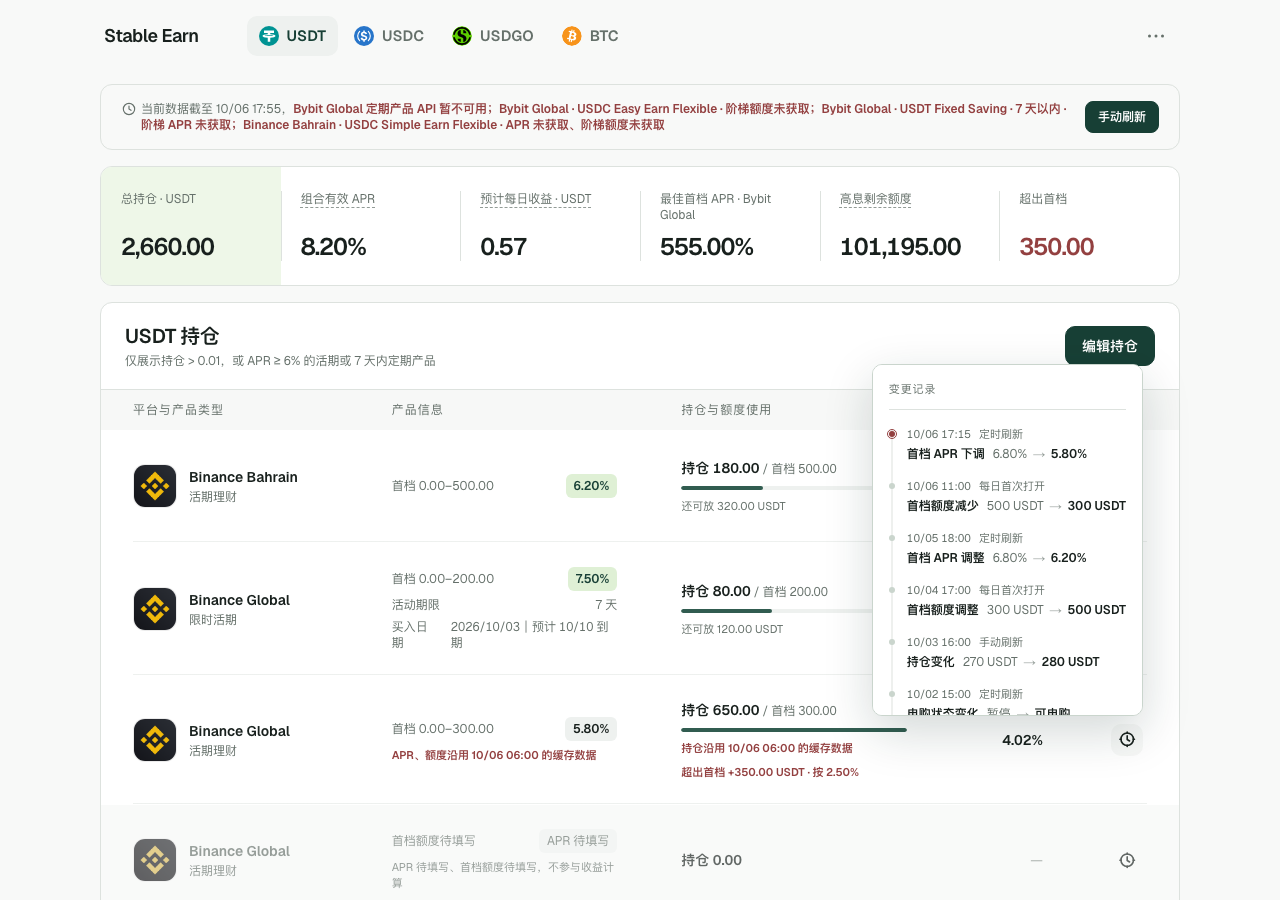 Stable Earn
USDT
USDC
USDGO
BTC
当前数据截至 10/06 17:55，Bybit Global 定期产品 API 暂不可用；Bybit Global · USDC Easy Earn Flexible · 阶梯额度未获取；Bybit Global · USDT Fixed Saving · 7 天以内 ·
阶梯 APR 未获取；Binance Bahrain · USDC Simple Earn Flexible · APR 未获取、阶梯额度未获取
手动刷新
总持仓 · USDT
2,660.00
组合有效 APR
8.20%
预计每日收益 · USDT
0.57
最佳首档 APR · Bybit
Global
555.00%
高息剩余额度
101,195.00
超出首档
350.00
USDT 持仓
仅展示持仓 > 0.01，或 APR ≥ 6% 的活期或 7 天内定期产品
编辑持仓
平台与产品类型
产品信息
持仓与额度使用
Binance Bahrain
活期理财
首档 0.00–500.00
6.20%
持仓 180.00 / 首档 500.00
还可放 320.00 USDT
Binance Global
限时活期
首档 0.00–200.00
7.50%
活动期限
7 天
买入日
期
2026/10/03｜预计 10/10 到
期
持仓 80.00 / 首档 200.00
还可放 120.00 USDT
Binance Global
活期理财
首档 0.00–300.00
5.80%
APR、额度沿用 10/06 06:00 的缓存数据
持仓 650.00 / 首档 300.00
持仓沿用 10/06 06:00 的缓存数据
超出首档 +350.00 USDT · 按 2.50%
4.02%
Binance Global
活期理财
首档额度待填写
APR 待填写
APR 待填写、首档额度待填写，不参与收益计
算
持仓 0.00
—
变更记录
10/06 17:15 定时刷新
首档 APR 下调 6.80% → 5.80%
10/06 11:00 每日首次打开
首档额度减少 500 USDT → 300 USDT
10/05 18:00 定时刷新
首档 APR 调整 6.80% → 6.20%
10/04 17:00 每日首次打开
首档额度调整 300 USDT → 500 USDT
10/03 16:00 手动刷新
持仓变化 270 USDT → 280 USDT
10/02 15:00 定时刷新
申购状态变化 暂停 → 可申购